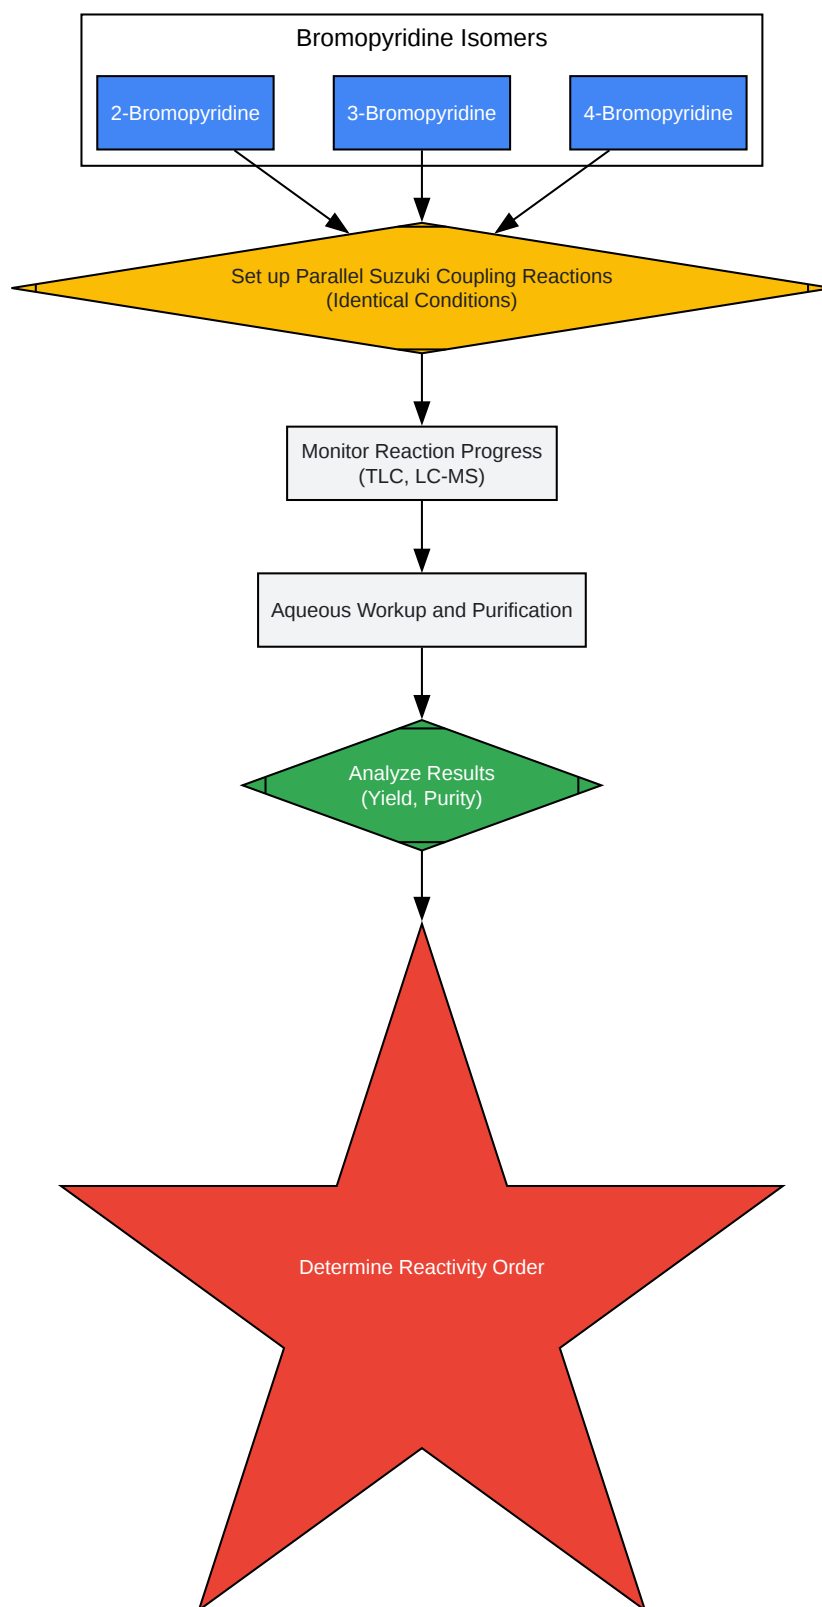 Bromopyridine Isomers
2-Bromopyridine
3-Bromopyridine
4-Bromopyridine
Set up Parallel Suzuki Coupling Reactions
(Identical Conditions)
Monitor Reaction Progress
(TLC, LC-MS)
Aqueous Workup and Purification
Analyze Results
(Yield, Purity)
Determine Reactivity Order